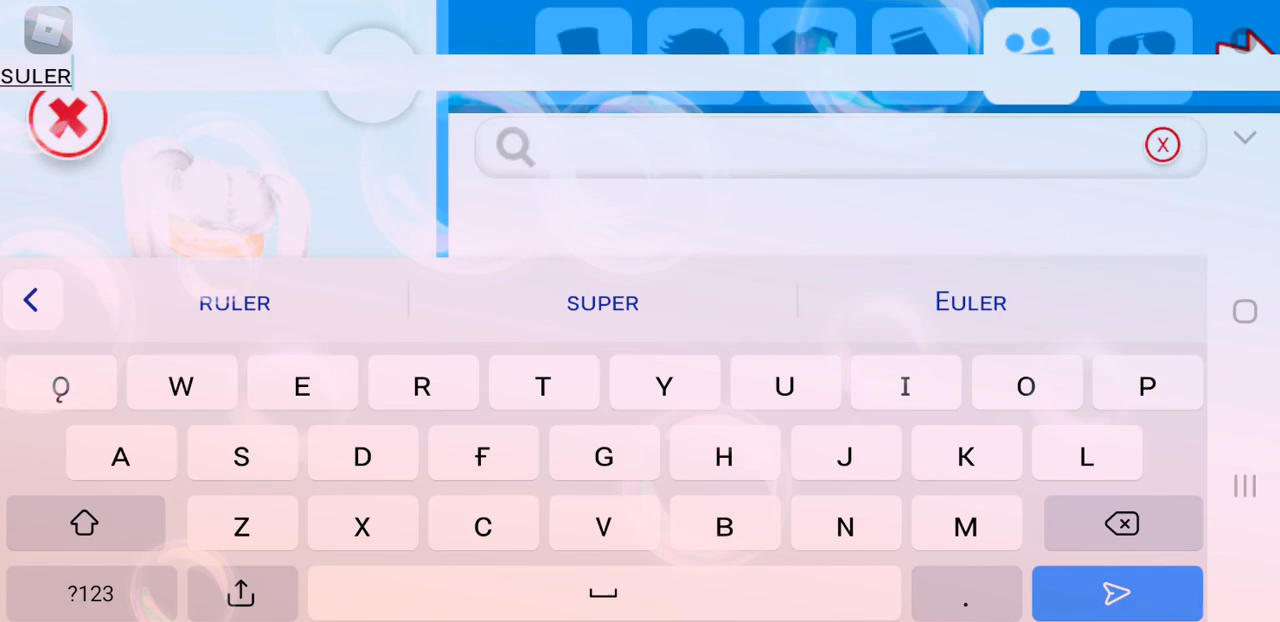 SULER
X
RULER SUPER EULER
Q W E R T Y U I O P
A S D F G H J K L
Z X C V B N M
?123 .